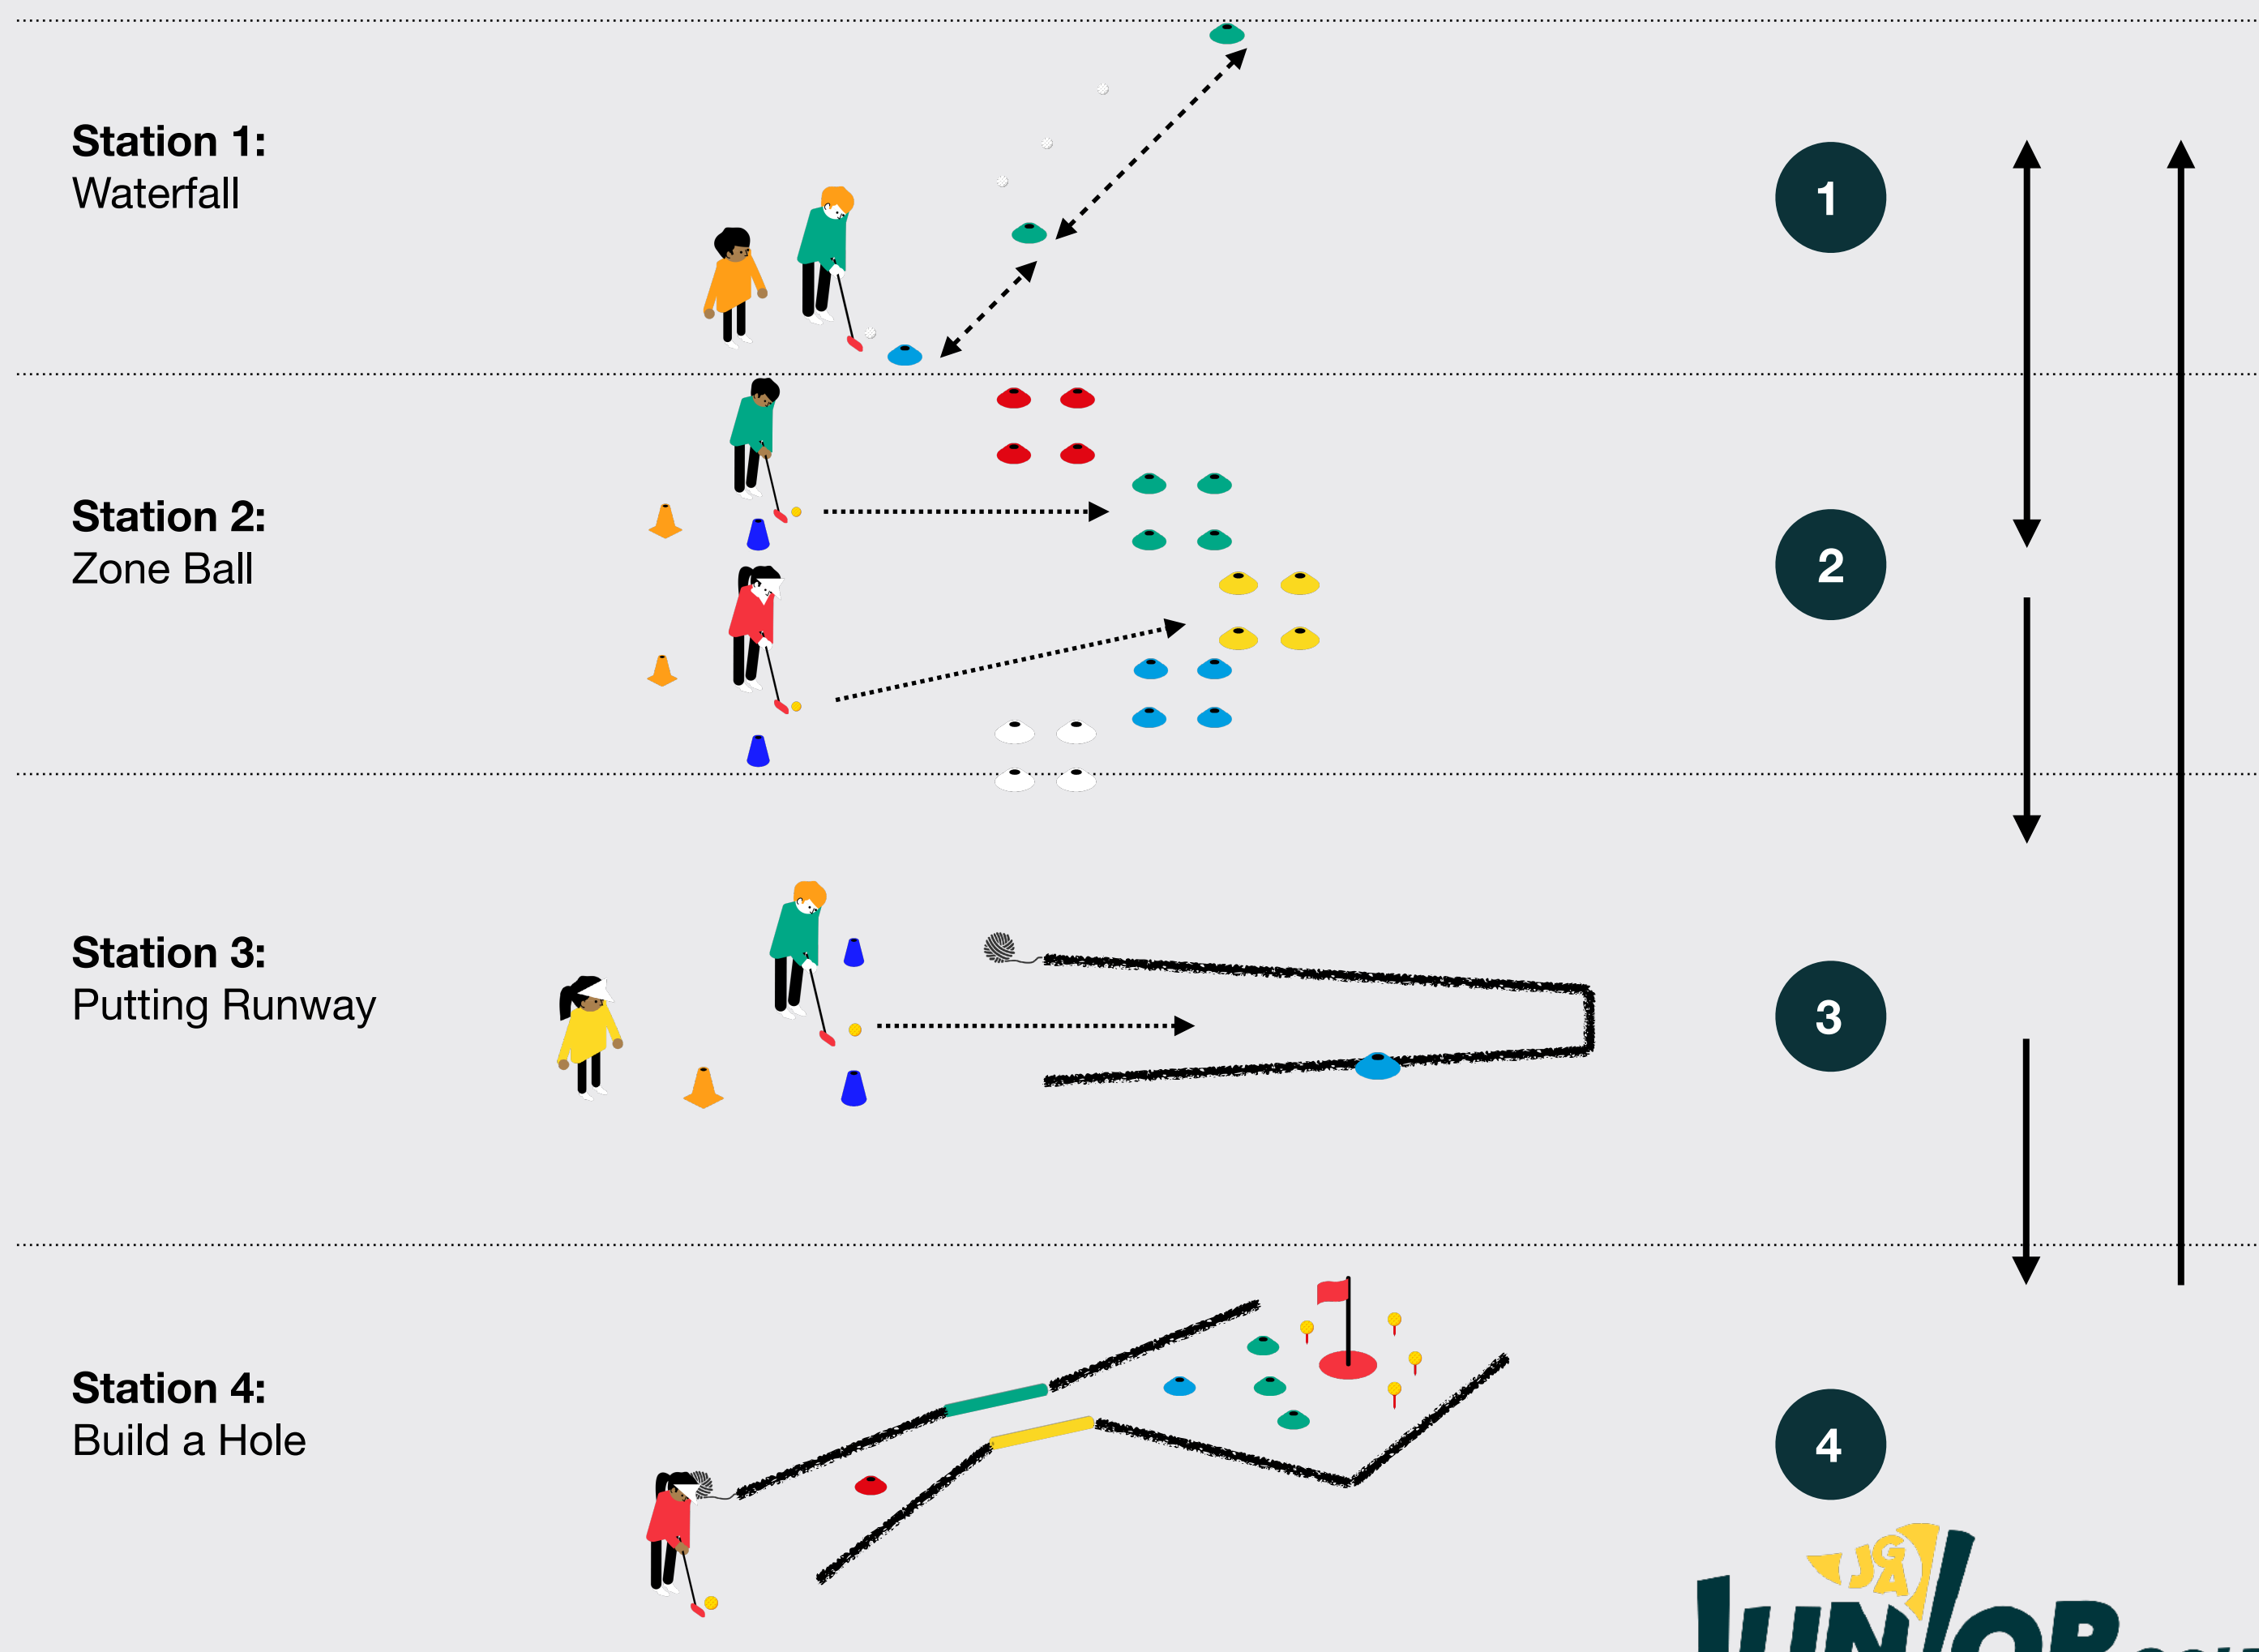 Station 1:
Waterfall
1
Station 2:
Zone Ball
2
Station 3:
Putting Runway
3
Station 4:
Build a Hole
4
JGA
JUNIOR